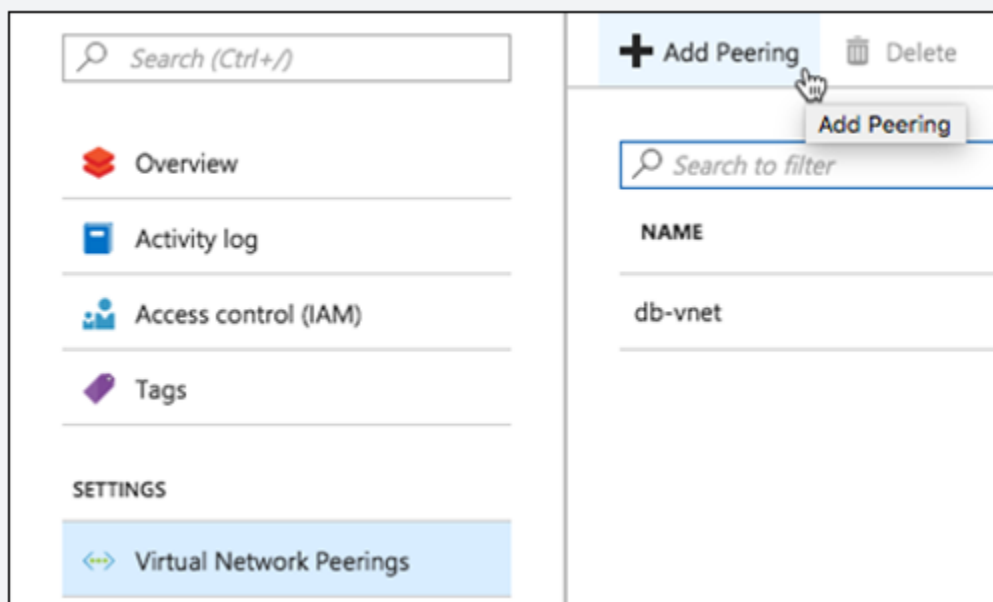 Search (Ctrl+/)
Overview
Activity log
Access control (IAM)
Tags
SETTINGS
Virtual Network Peerings
Add Peering
Delete
Add Peering
Search to filter
NAME
db-vnet